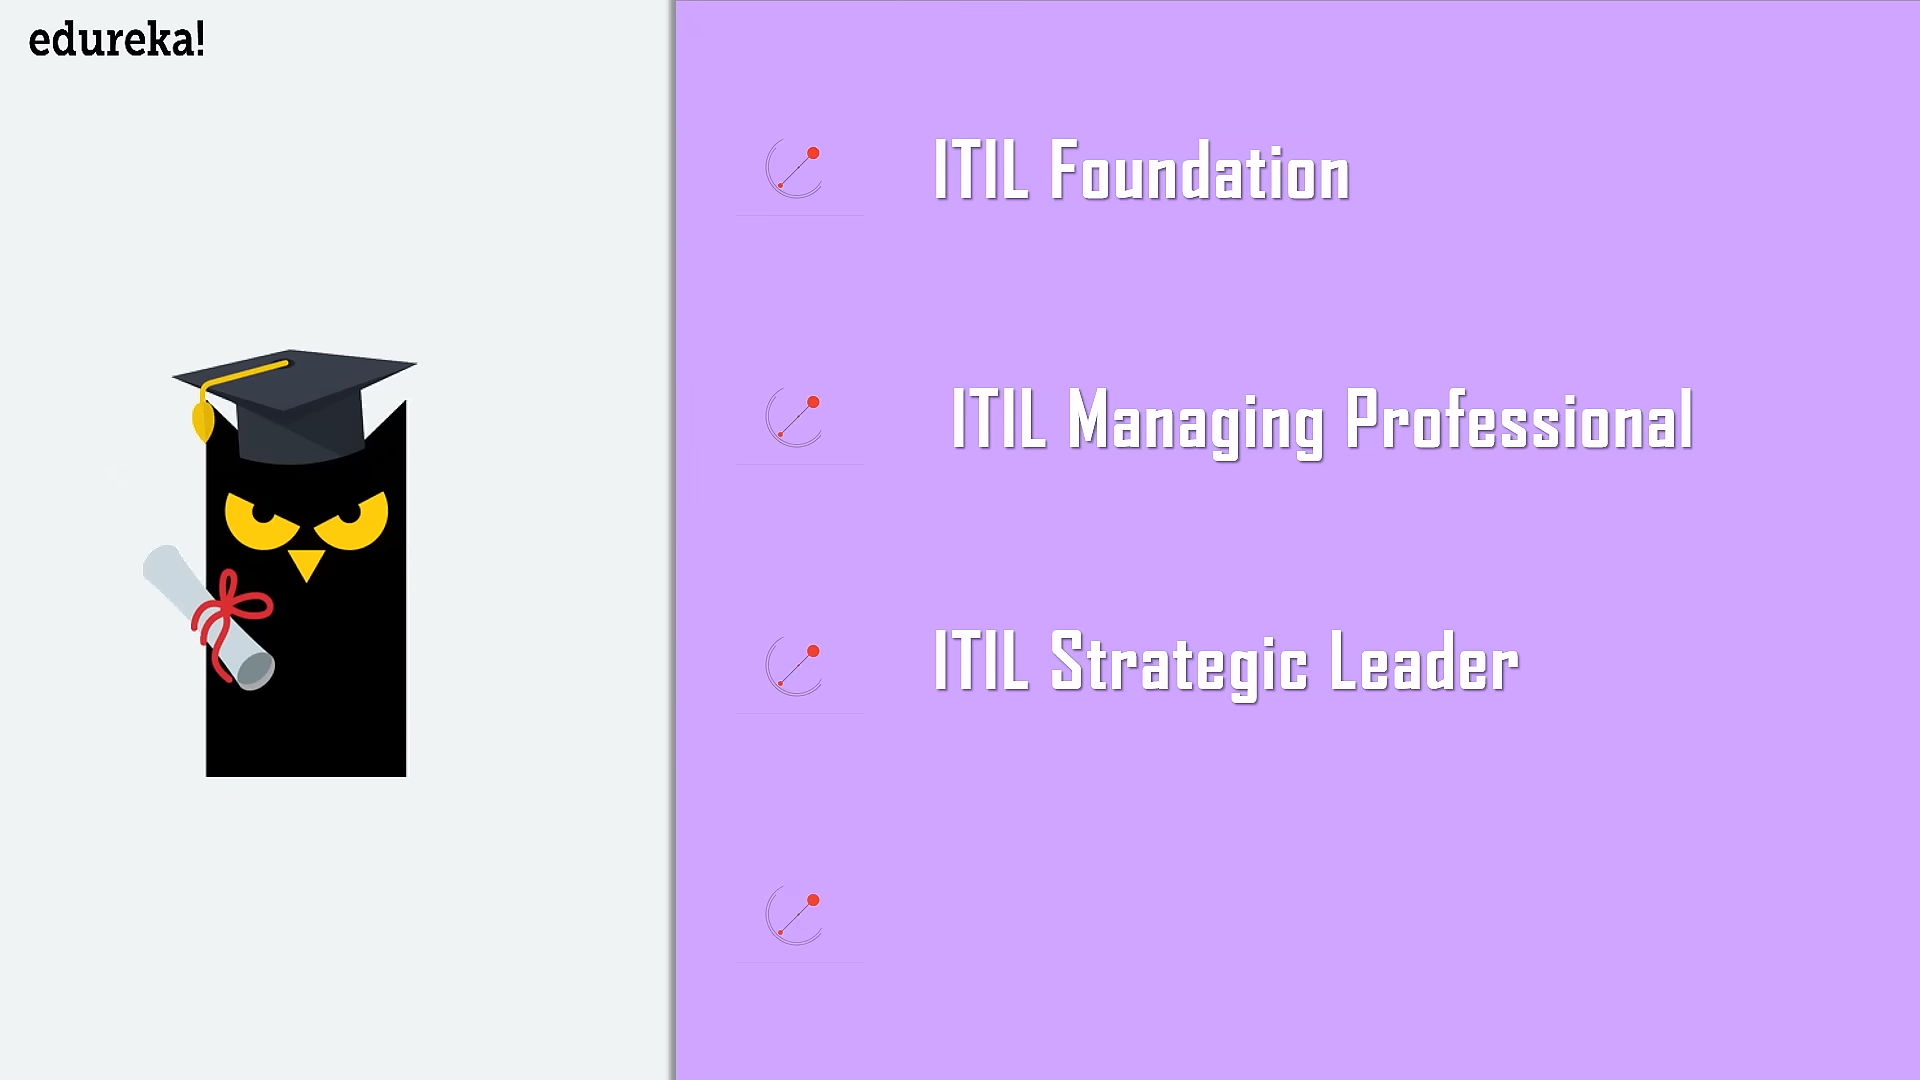 edureka!
ITIL Foundation
ITIL Managing Professional
ITIL Strategic Leader